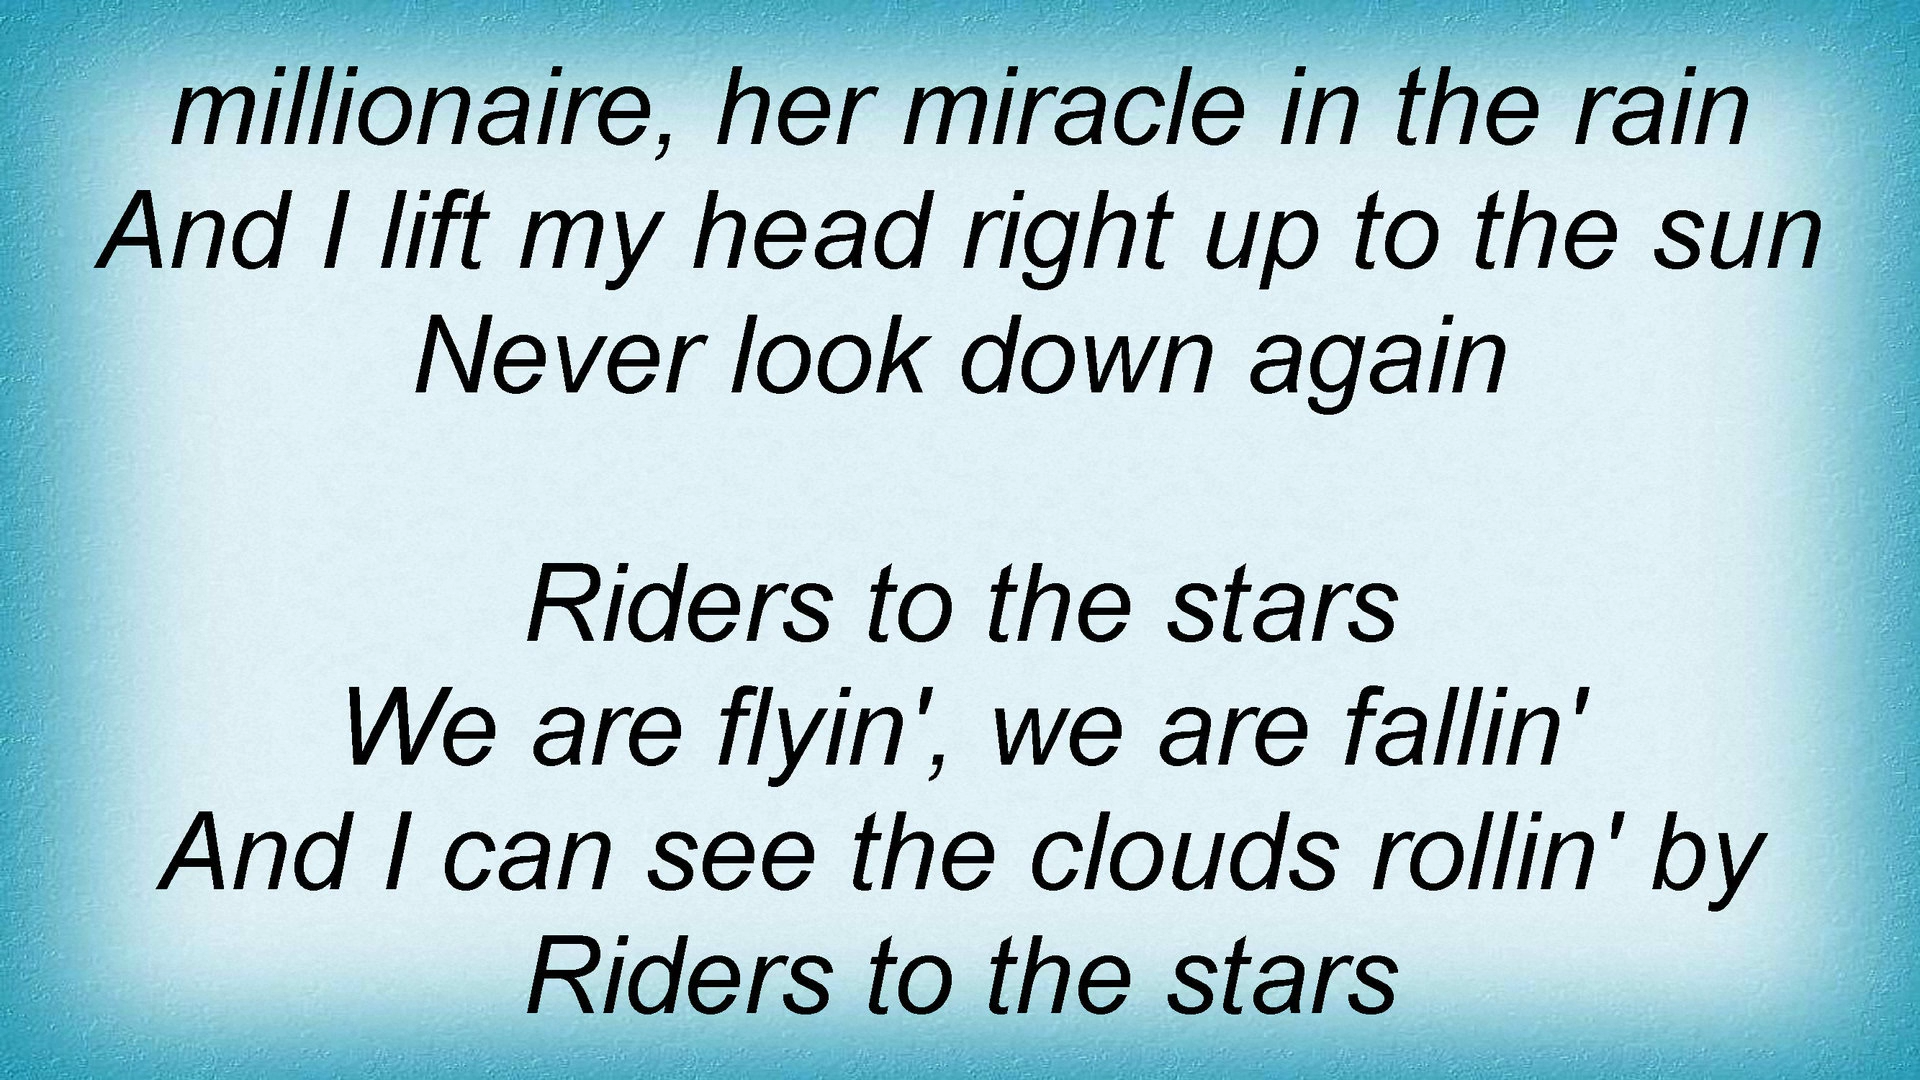 millionaire, her miracle in the rain
And I lift my head right up to the sun
Never look down again
Riders to the stars
We are flyin', we are fallin'
And I can see the clouds rollin' by
Riders to the stars